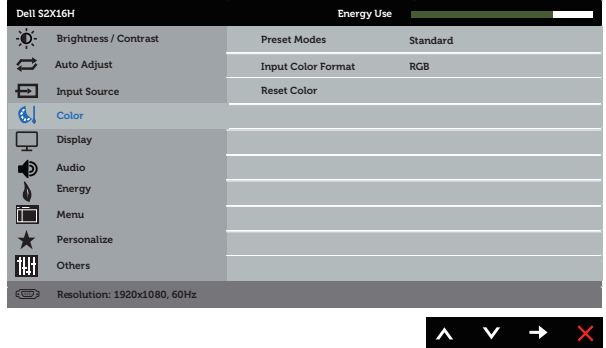 Dell S2X16H Energy Use
Brightness / Contrast Preset Modes Standard
Auto Adjust Input Color Format RGB
Input Source Reset Color
Color
Display
Audio
Energy
Menu
Personalize
Others
Resolution: 1920x1080, 60Hz